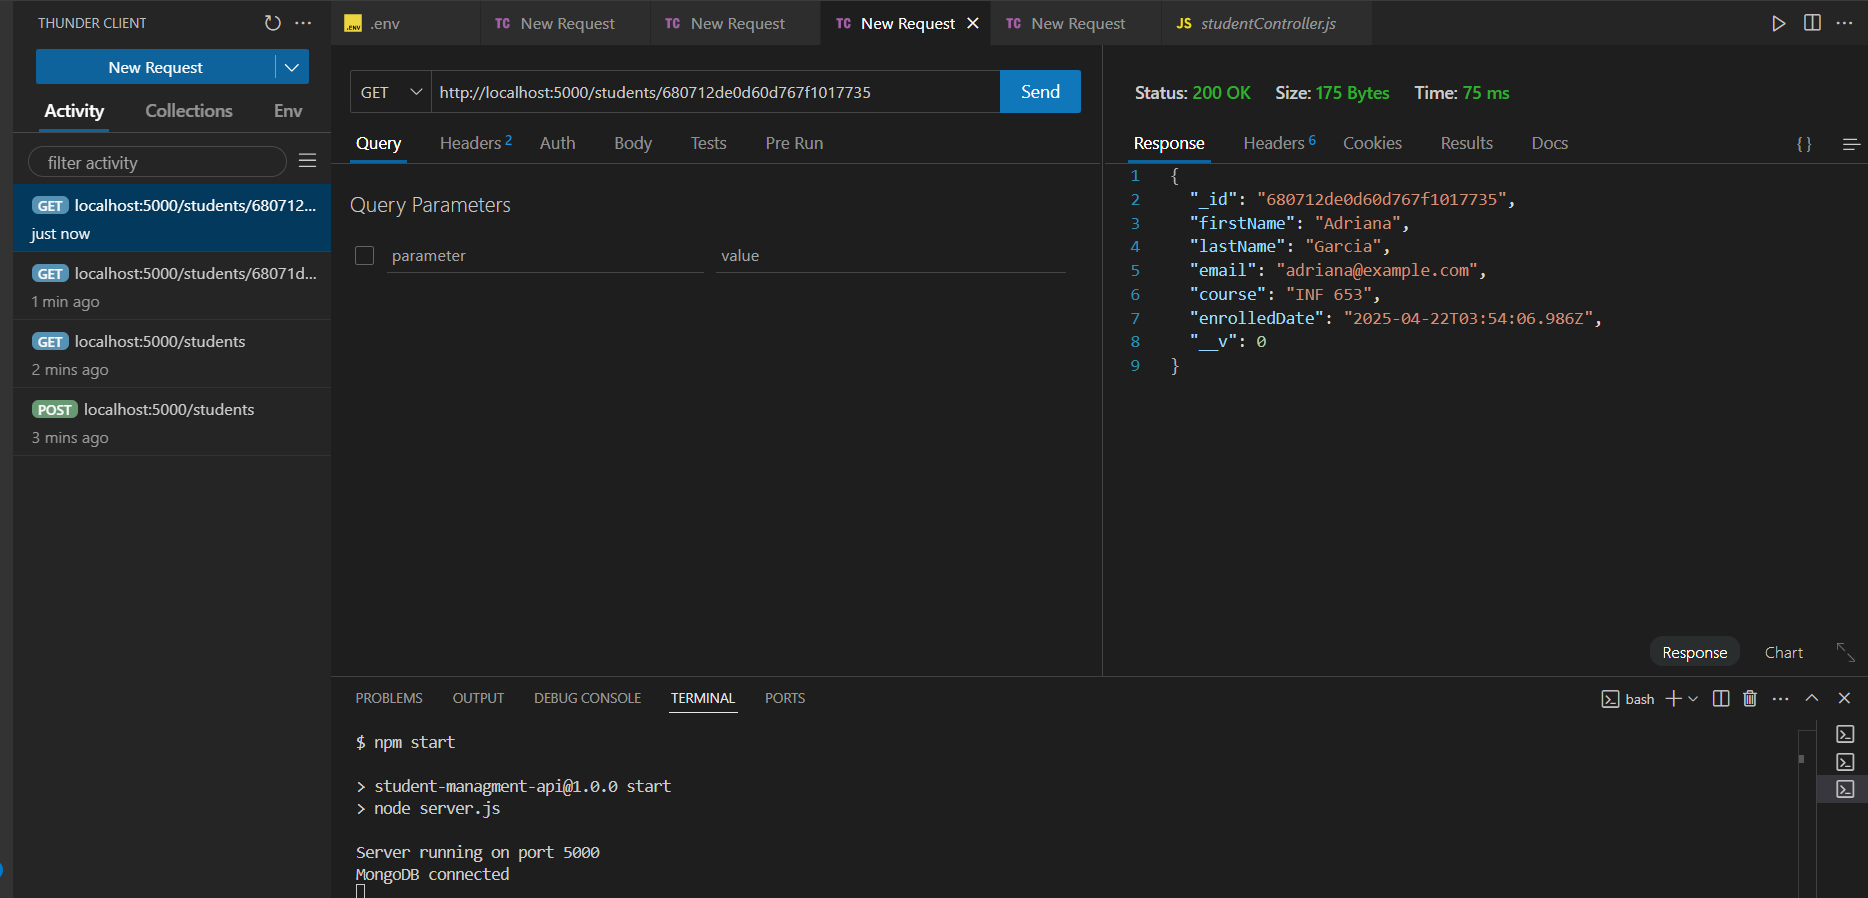 THUNDER CLIENT
New Request
Activity Collections Env
filter activity
GET localhost:5000/students/680712...
just now
GET localhost:5000/students/68071d...
1 min ago
GET localhost:5000/students
2 mins ago
POST localhost:5000/students
3 mins ago
.ENV .env
TC New Request
TC New Request
TC New Request
TC New Request
JS studentController.js
GET http://localhost:5000/students/680712de0d60d767f1017735 Send
Query Headers 2 Auth Body Tests Pre Run
Query Parameters
parameter value
Status: 200 OK Size: 175 Bytes Time: 75 ms
Response Headers 6 Cookies Results Docs {}
1 {
2 "_id": "680712de0d60d767f1017735",
3 "firstName": "Adriana",
4 "lastName": "Garcia",
5 "email": "adriana@example.com",
6 "course": "INF 653",
7 "enrolledDate": "2025-04-22T03:54:06.986Z",
8 "__v": 0
9 }
Response Chart
PROBLEMS OUTPUT DEBUG CONSOLE TERMINAL PORTS
bash
$ npm start
> student-managment-api@1.0.0 start
> node server.js
Server running on port 5000
MongoDB connected